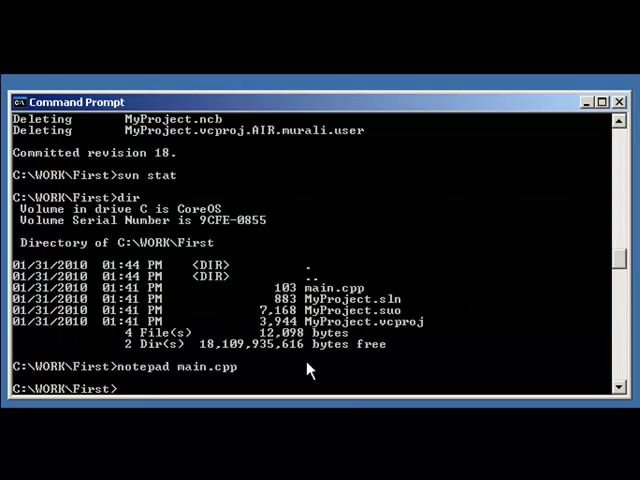 Command Prompt
Deleting MyProject.ncb
Deleting MyProject.vcproj.AIR.murali.user
Committed revision 18.
C:\WORK\First>svn stat
C:\WORK\First>dir
Volume in drive C is CoreOS
Volume Serial Number is 9CFE-0855
Directory of C:\WORK\First
01/31/2010 01:44 PM <DIR> .
01/31/2010 01:44 PM <DIR> ..
01/31/2010 01:41 PM 103 main.cpp
01/31/2010 01:41 PM 883 MyProject.sln
01/31/2010 01:41 PM 7,168 MyProject.suo
01/31/2010 01:41 PM 3,944 MyProject.vcproj
4 File(s) 12,098 bytes
2 Dir(s) 18,109,935,616 bytes free
C:\WORK\First>notepad main.cpp
C:\WORK\First>